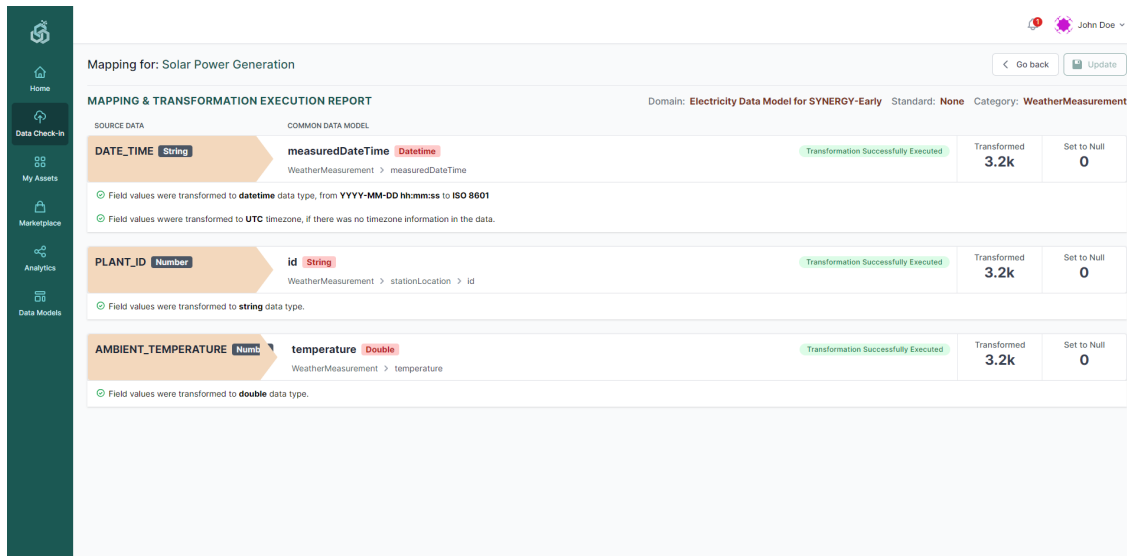 1
John Doe
Home
Data Check-In
My Assets
Marketplace
Analytics
Data Models
Mapping for: Solar Power Generation
Go back
Update
MAPPING & TRANSFORMATION EXECUTION REPORT
Domain: Electricity Data Model for SYNERGY-Early Standard: None Category: WeatherMeasurement
SOURCE DATA COMMON DATA MODEL
DATE_TIME String
measuredDateTime Datetime
WeatherMeasurement > measuredDateTime
Transformation Successfully Executed
Transformed
3.2k
Set to Null
0
Field values were transformed to datetime data type, from YYYY-MM-DD hh:mm:ss to ISO 8601
Field values wwere transformed to UTC timezone, if there was no timezone information in the data.
PLANT_ID Number
id String
WeatherMeasurement > stationLocation > id
Transformation Successfully Executed
Transformed
3.2k
Set to Null
0
Field values were transformed to string data type.
AMBIENT_TEMPERATURE Numb
temperature Double
WeatherMeasurement > temperature
Transformation Successfully Executed
Transformed
3.2k
Set to Null
0
Field values were transformed to double data type.